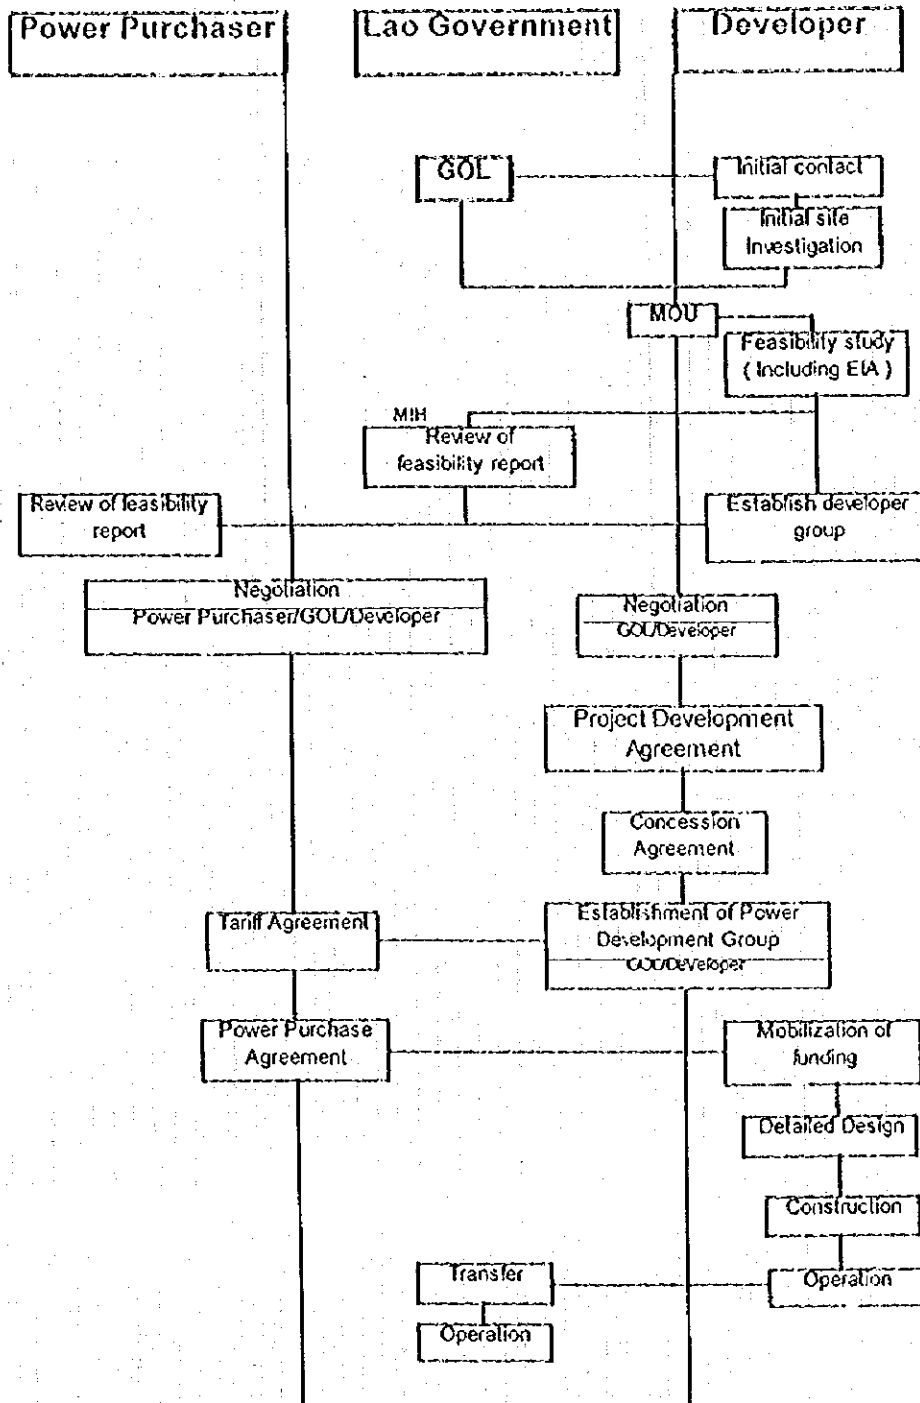 Power Purchaser
Lao Government
Developer
GOL
Initial contact
Initial site
Investigation
MOU
Feasibility study
( Including EIA )
MIH
Review of
feasibility report
Review of feasibility
report
Establish developer
group
Negotiation
Power Purchaser/GOL/Developer
Negotiation
GOL/Developer
Project Development
Agreement
Concession
Agreement
Tariff Agreement
Establishment of Power
Development Group
GOL/Developer
Power Purchase
Agreement
Mobilization of
funding
Detailed Design
Construction
Transfer
Operation
Operation